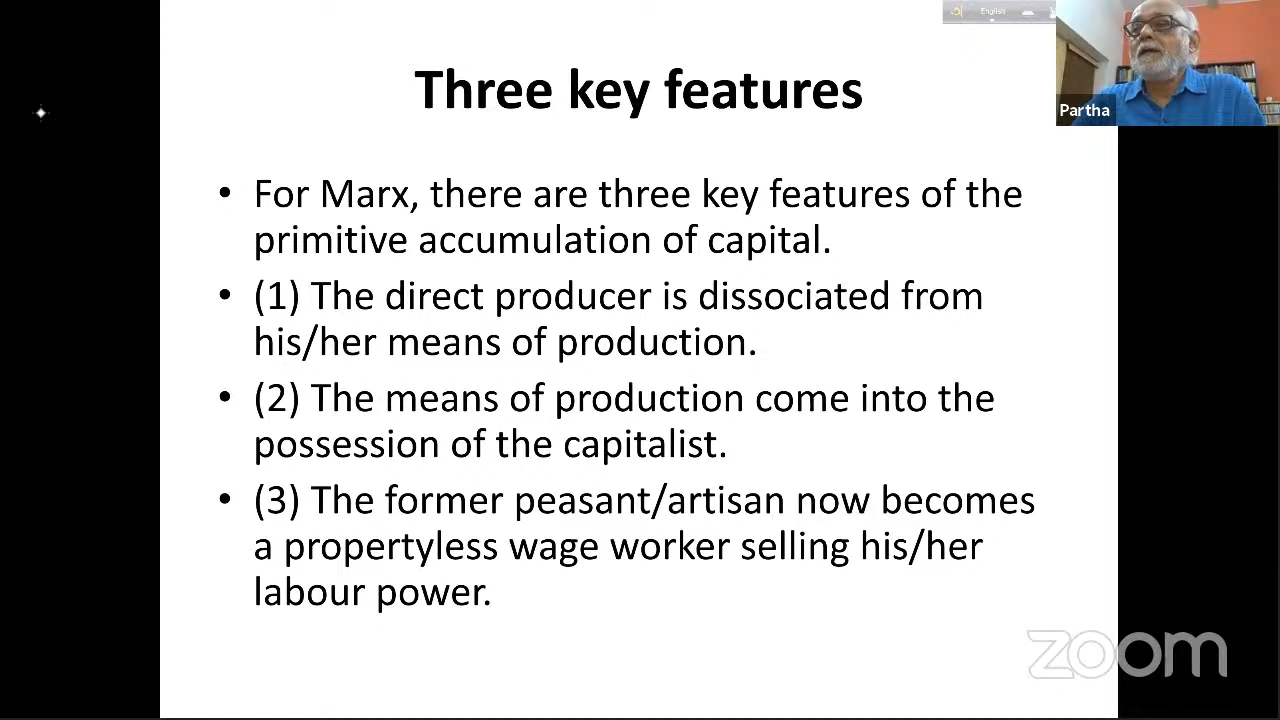 English
Three key features
Partha
• For Marx, there are three key features of the
primitive accumulation of capital.
• (1) The direct producer is dissociated from
his/her means of production.
• (2) The means of production come into the
possession of the capitalist.
• (3) The former peasant/artisan now becomes
a propertyless wage worker selling his/her
labour power.
zoom